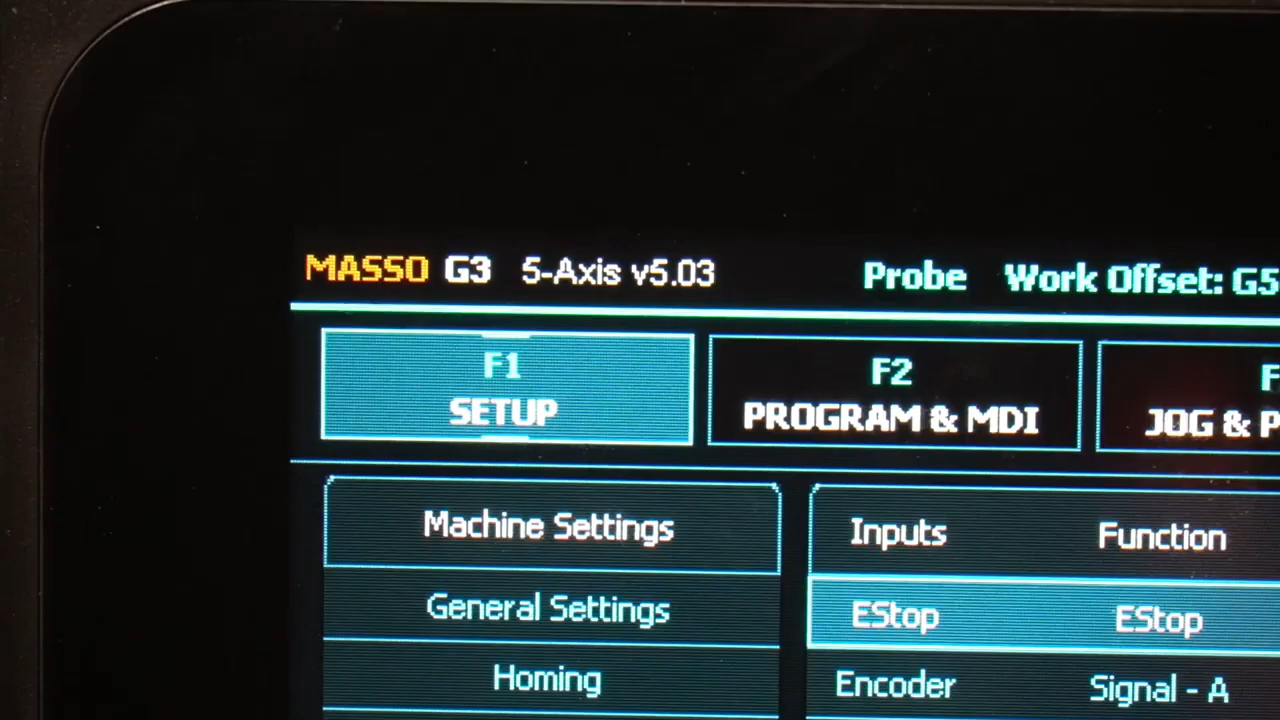 MASSO G3 5-Axis v5.03 Probe Work Offset:
F1 F2
SETUP PROGRAM & MDI JOG &
Machine Settings Inputs Function
General Settings EStop EStop
Homing Encoder Signal - A